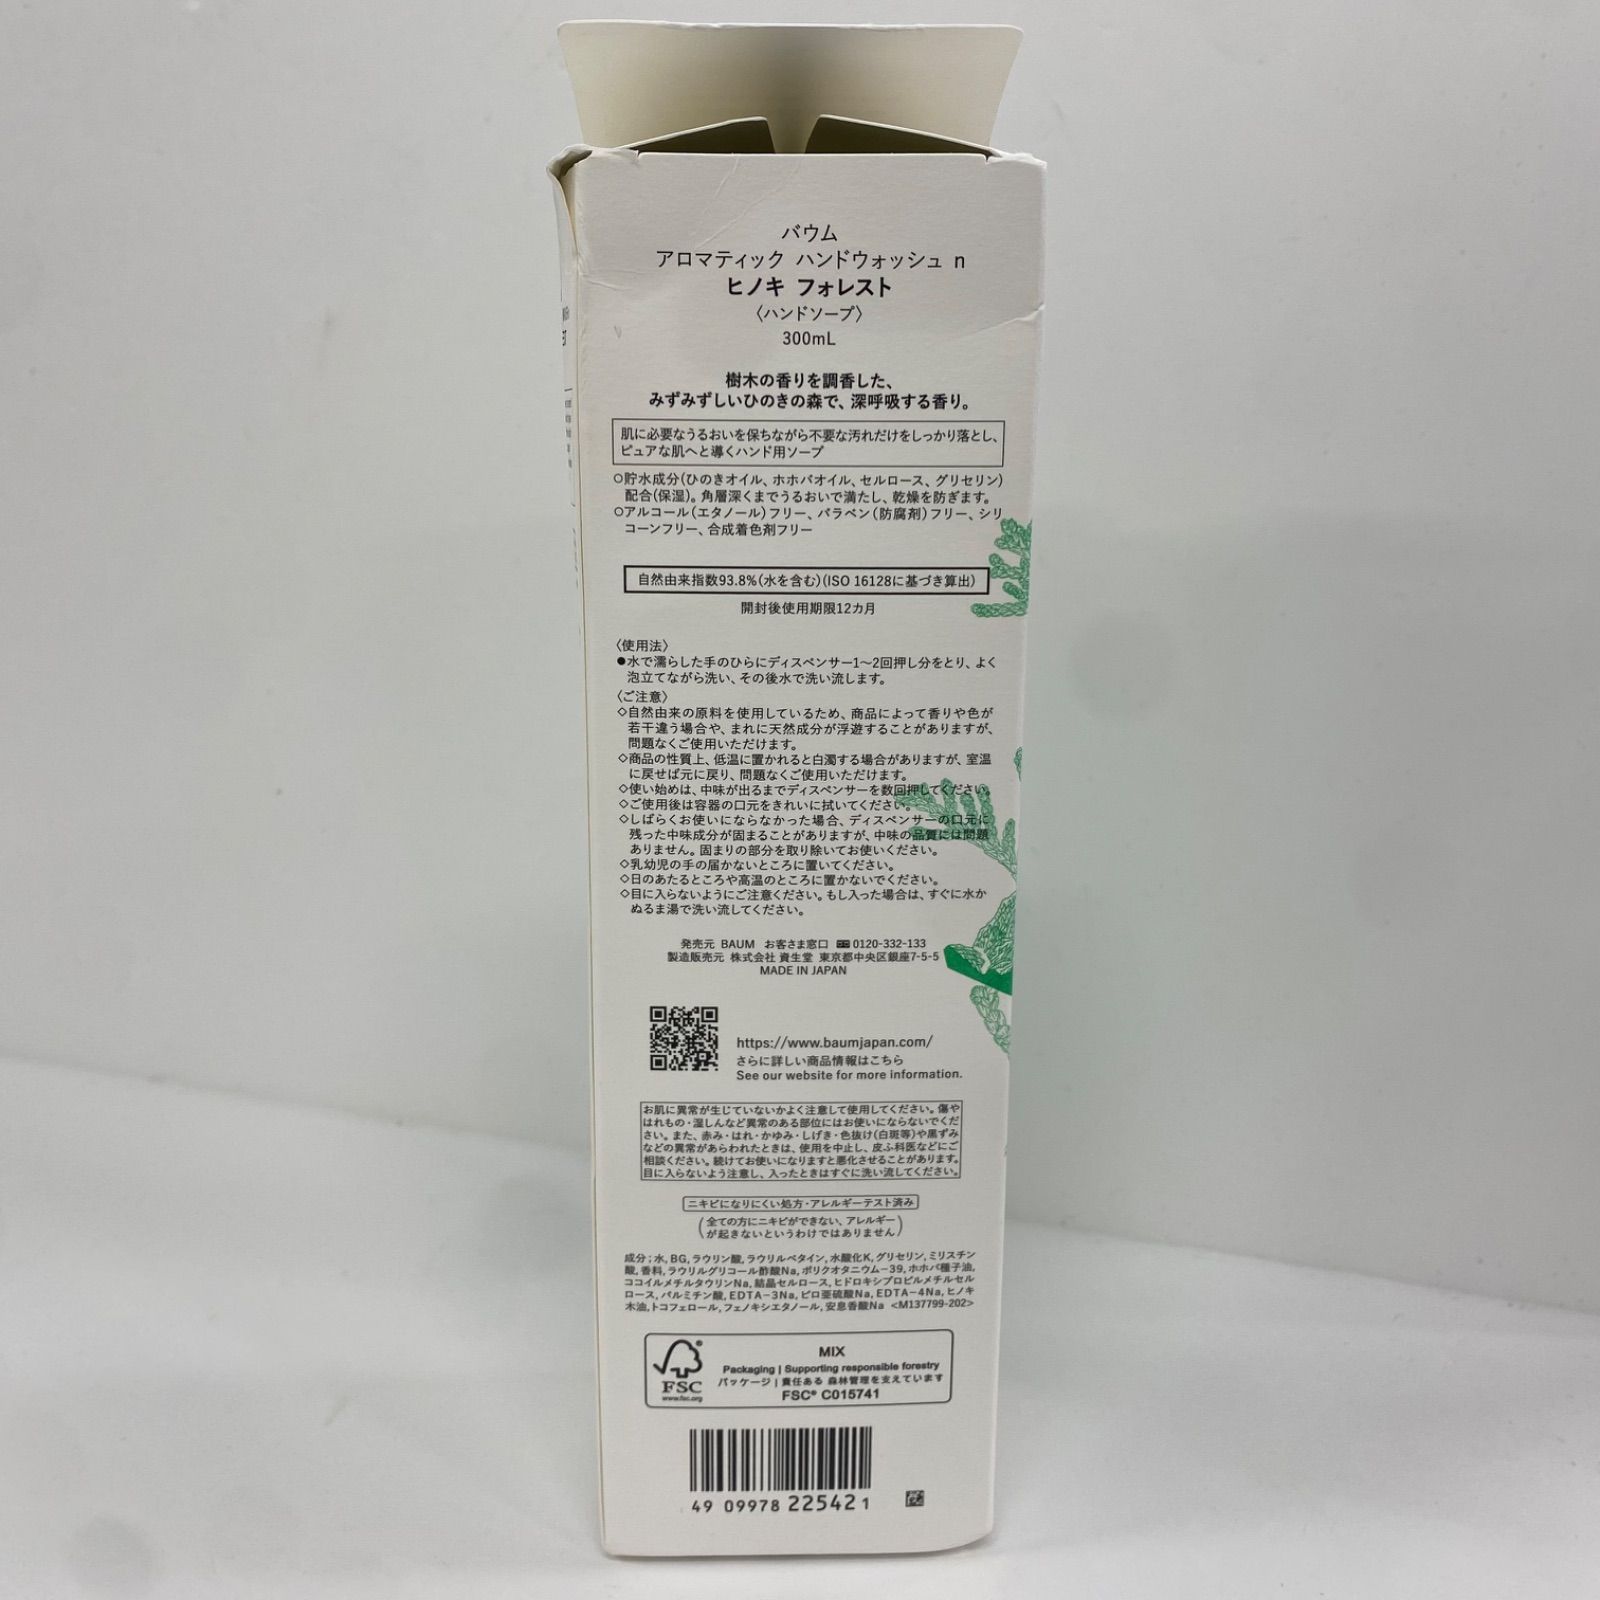 バウム
アロマティック ハンドウォッシュ n
ヒノキ フォレスト
〈ハンドソープ〉
300mL
樹木の香りを調香した、
みずみずしいひのきの森で、深呼吸する香り。
肌に必要なうるおいを保ちながら不要な汚れだけをしっかり落とし、
ピュアな肌へと導くハンド用ソープ
○貯水成分(ひのきオイル、ホホバオイル、セルロース、グリセリン)
配合(保湿)。角層深くまでうるおいで満たし、乾燥を防ぎます。
○アルコール(エタノール)フリー、パラベン(防腐剤)フリー、シリ
コーンフリー、合成着色剤フリー
自然由来指数93.8%(水を含む)(ISO 16128に基づき算出)
開封後使用期限12カ月
〈使用法〉
●水で濡らした手のひらにディスペンサー1～2回押し分をとり、よく
泡立てながら洗い、その後水で洗い流します。
〈ご注意〉
◇自然由来の原料を使用しているため、商品によって香りや色が
若干違う場合や、まれに天然成分が浮遊することがありますが、
問題なくご使用いただけます。
◇商品の性質上、低温に置かれると白濁する場合がありますが、室温
に戻せば元に戻り、問題なくご使用いただけます。
◇使い始めは、中味が出るまでディスペンサーを数回押してください。
◇ご使用後は容器の口元をきれいに拭いてください。
◇しばらくお使いにならなかった場合、ディスペンサーの口元に
残った中味成分が固まることがありますが、中味の品質には問題
ありません。固まりの部分を取り除いてお使いください。
◇乳幼児の手の届かないところに置いてください。
◇日のあたるところや高温のところに置かないでください。
◇目に入らないようにご注意ください。もし入った場合は、すぐに水か
ぬるま湯で洗い流してください。
発売元 BAUM お客さま窓口 0120-332-133
製造販売元 株式会社 資生堂 東京都中央区銀座7-5-5
MADE IN JAPAN
https://www.baumjapan.com/
さらに詳しい商品情報はこちら
See our website for more information.
お肌に異常が生じていないかよく注意して使用してください。傷や
はれもの・湿しんなど異常のある部位にはお使いにならないでくだ
さい。また、赤み・はれ・かゆみ・しげき・色抜け(白斑等)や黒ずみ
などの異常があらわれたときは、使用を中止し、皮ふ科医などにご
相談ください。続けてお使いになりますと悪化させることがあります。
目に入らないよう注意し、入ったときはすぐに洗い流してください。
ニキビになりにくい処方・アレルギーテスト済み
(全ての方にニキビができない、アレルギー
が起きないというわけではありません)
成分；水, BG, ラウリン酸, ラウリルベタイン, 水酸化K, グリセリン, ミリスチン
酸, 香料, ラウリルグリコール酢酸Na, ポリクオタニウム-39, ホホバ種子油,
ココイルメチルタウリンNa, 結晶セルロース, ヒドロキシプロピルメチルセル
ロース, パルミチン酸, EDTA-3Na, ピロ亜硫酸Na, EDTA-4Na, ヒノキ
木油, トコフェロール, フェノキシエタノール, 安息香酸Na <M137799-202>
FSC®
www.fsc.org
MIX
Packaging | Supporting responsible forestry
パッケージ | 責任ある 森林管理を支えています
FSC® C015741
49 09978 22542 1